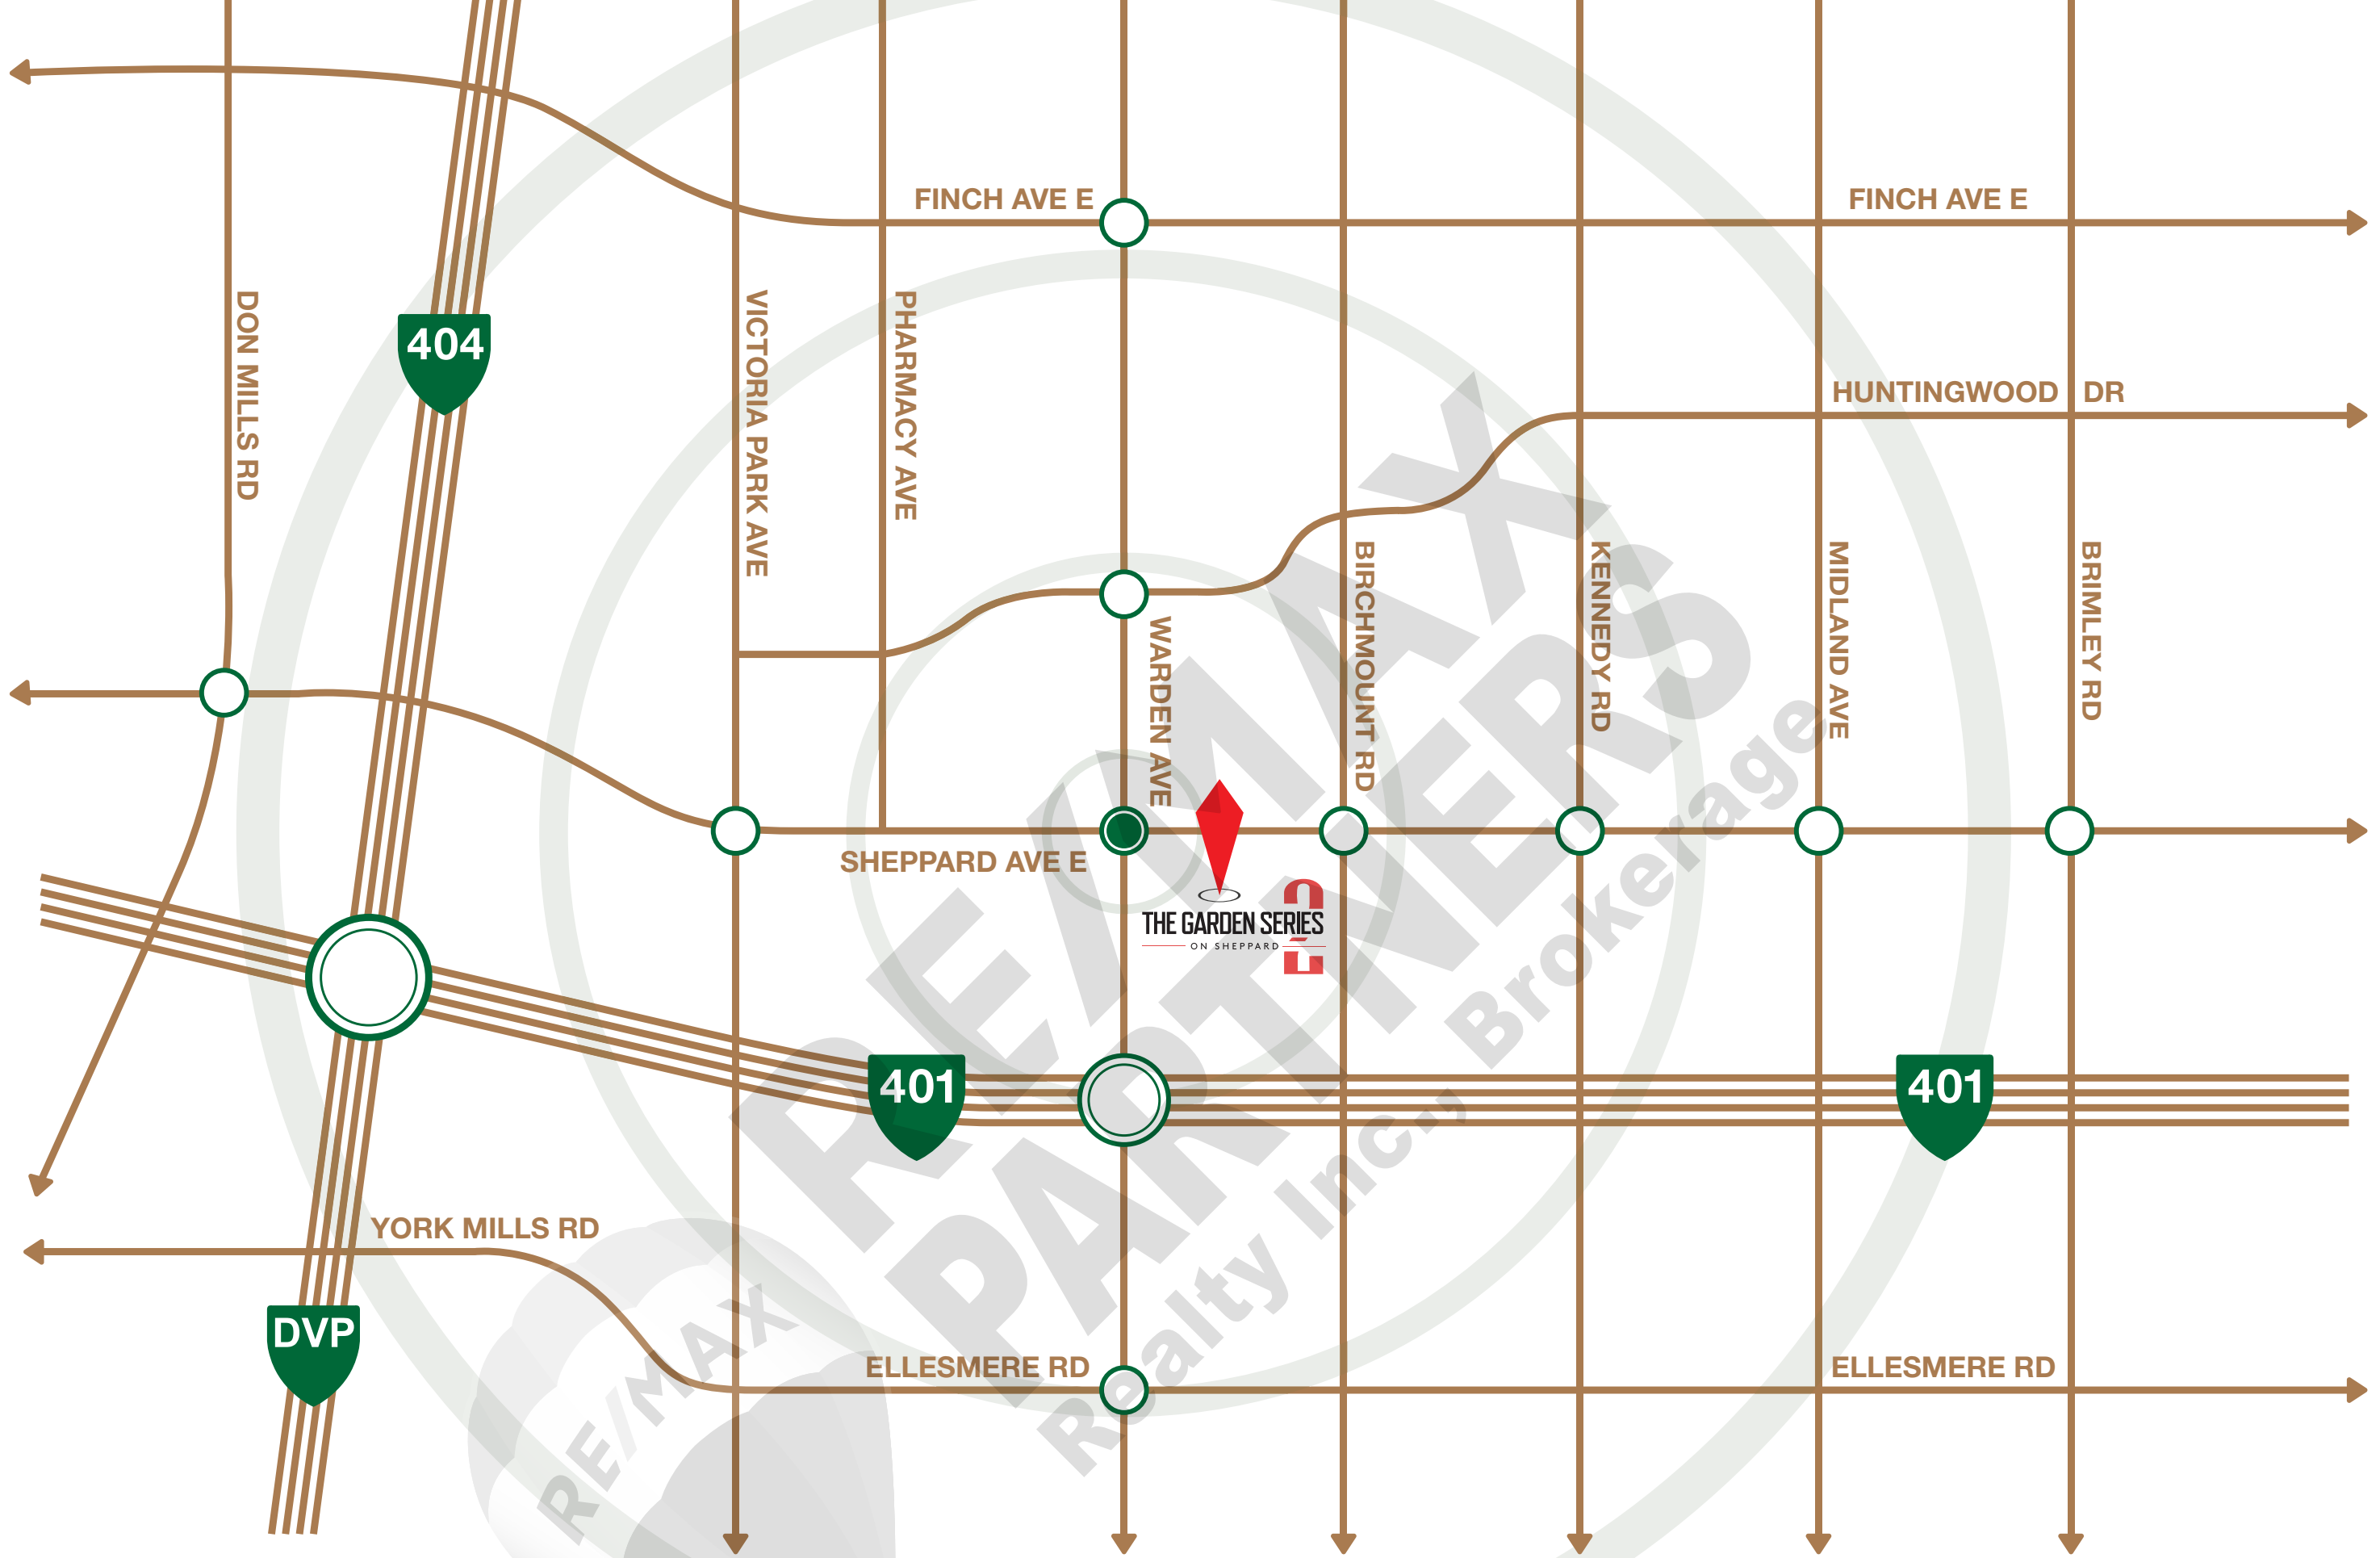 FINCH AVE E
FINCH AVE E
DON MILLS RD
404
VICTORIA PARK AVE
PHARMACY AVE
HUNTINGWOOD DR
WARDEN AVE
BIRCHMOUNT RD
KENNEDY RD
MIDLAND AVE
BRIMLEY RD
SHEPPARD AVE E
THE GARDEN SERIES
ON SHEPPARD
2
401
401
YORK MILLS RD
DVP
ELLESMERE RD
ELLESMERE RD
RE/MAX
RE/MAX
PARTNERS
Realty Inc., Brokerage